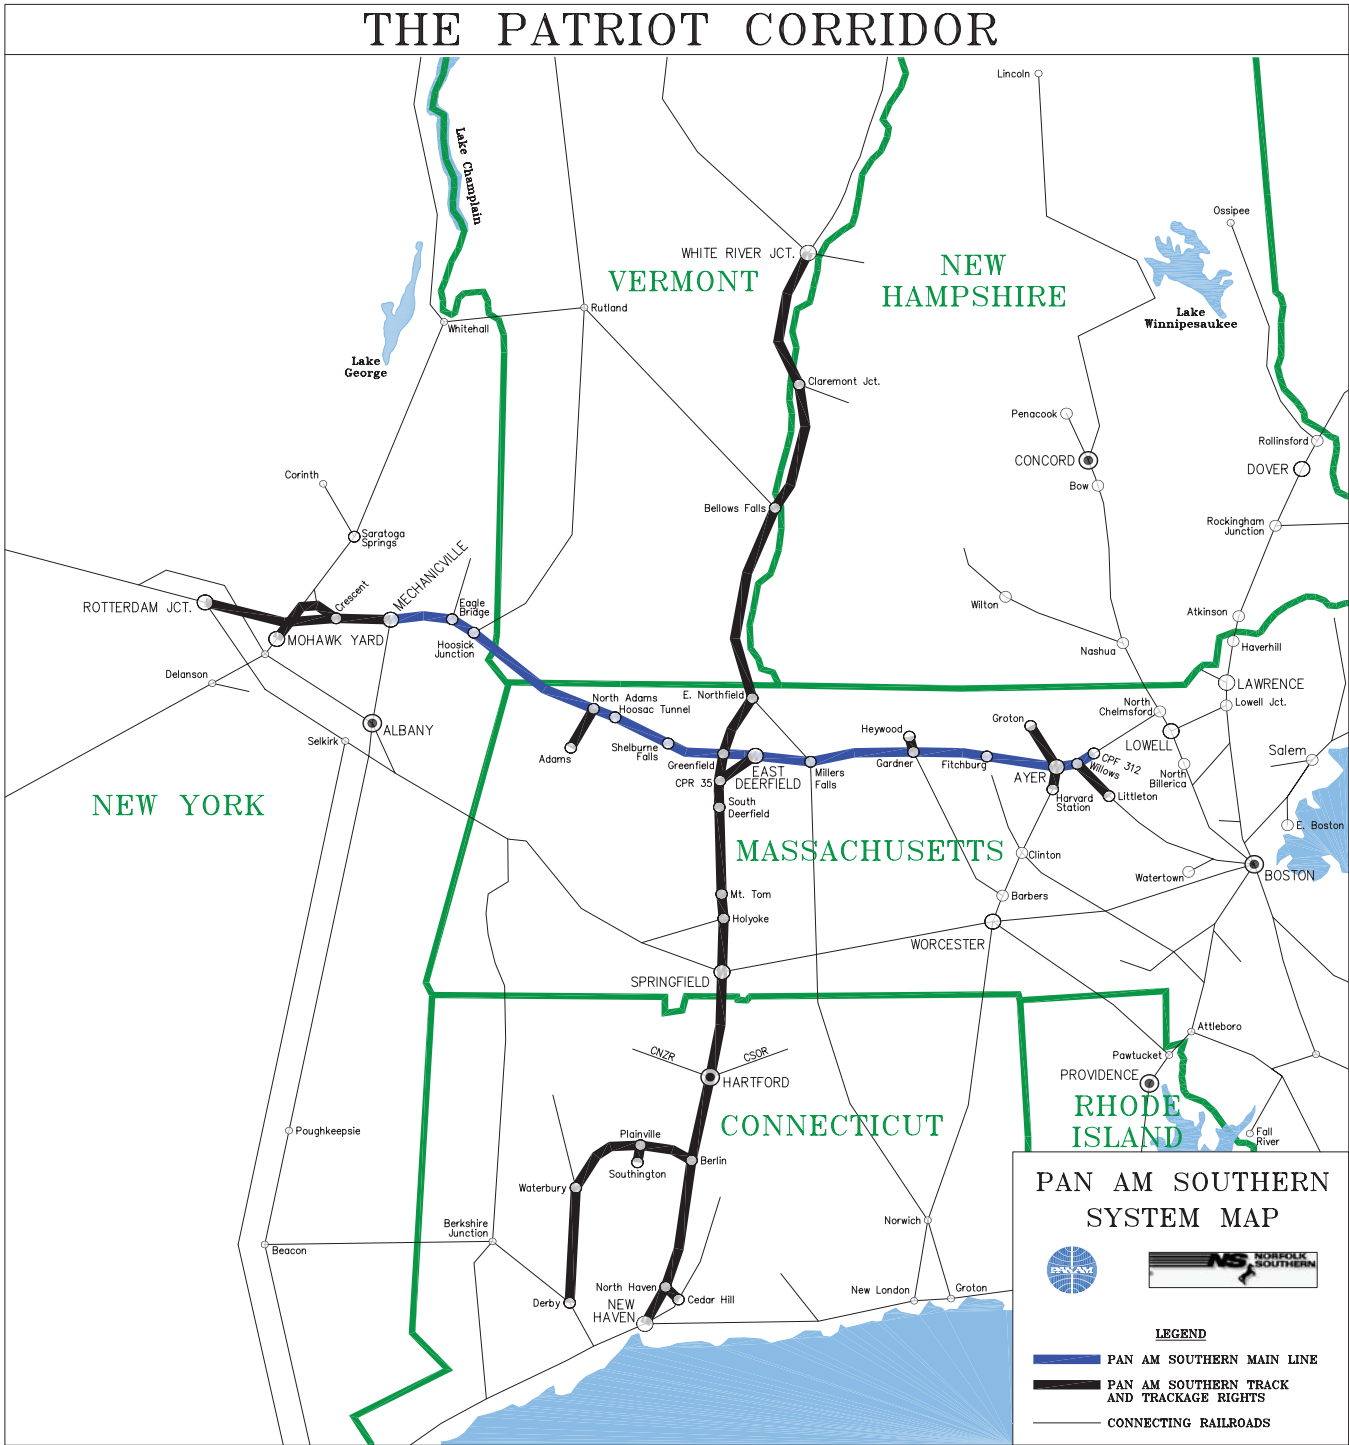 THE PATRIOT CORRIDOR
Lincoln
Lake Champlain
Ossipee
WHITE RIVER JCT.
VERMONT
NEW
HAMPSHIRE
Rutland
Whitehall
Lake
Winnipesaukee
Lake
George
Claremont Jct.
Penacook
Rollinsford
CONCORD
DOVER
Corinth
Bow
Bellows Falls
Rockingham
Junction
Saratoga
Springs
MECHANICVILLE
Crescent
ROTTERDAM JCT.
Eagle
Bridge
Wilton
Atkinson
MOHAWK YARD
Hoosick
Junction
Nashua
Haverhill
Delanson
E. Northfield
LAWRENCE
North Adams
Hoosac Tunnel
North
Chelmsford
Lowell Jct.
ALBANY
Selkirk
Adams
Shelburne
Falls
Greenfield
CPR 35
EAST
DEERFIELD
Millers
Falls
Heywood
Gardner
Fitchburg
Groton
AYER
CPF 312
Willows
LOWELL
Salem
North
Billerica
Harvard
Station
Littleton
NEW YORK
South
Deerfield
E. Boston
MASSACHUSETTS
Clinton
Watertown
BOSTON
Mt. Tom
Barbers
Holyoke
WORCESTER
SPRINGFIELD
Attleboro
CNZR
CSOR
Pawtucket
HARTFORD
PROVIDENCE
RHODE
ISLAND
CONNECTICUT
Poughkeepsie
Plainville
Fall
River
Southington
Berlin
Waterbury
PAN AM SOUTHERN
SYSTEM MAP
Norwich
Berkshire
Junction
Beacon
PAN AM
NS
NORFOLK
SOUTHERN
North Haven
New London
Groton
Derby
NEW
HAVEN
Cedar Hill
LEGEND
PAN AM SOUTHERN MAIN LINE
PAN AM SOUTHERN TRACK
AND TRACKAGE RIGHTS
CONNECTING RAILROADS